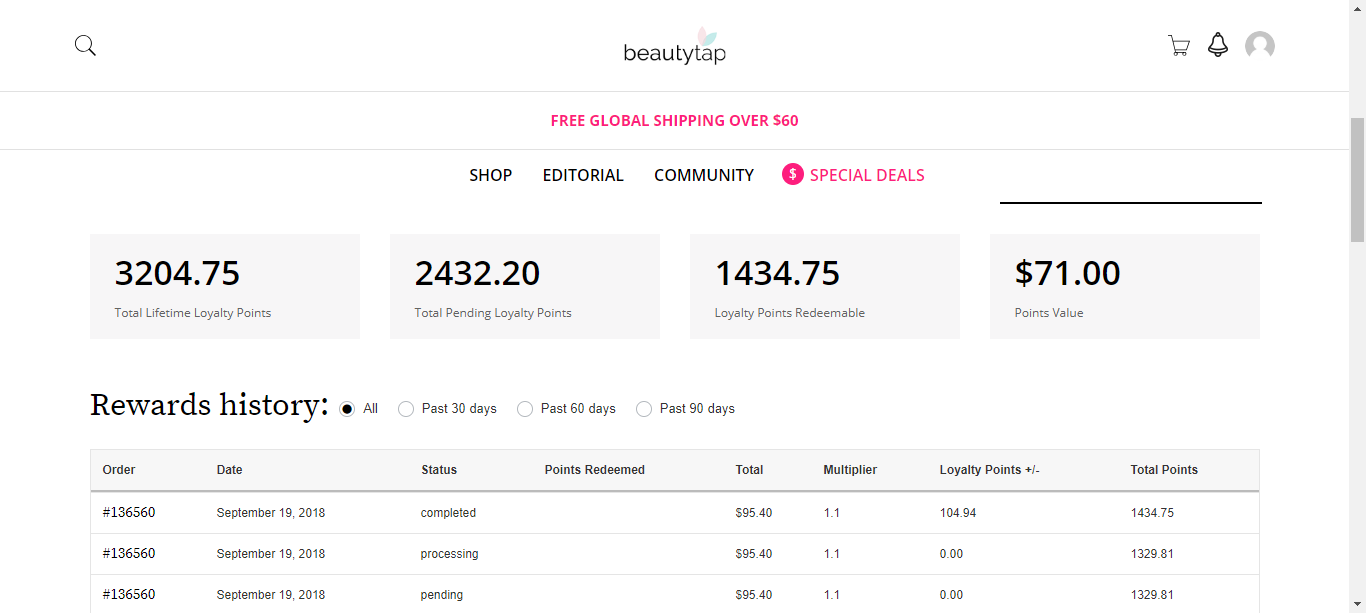 beautytap
FREE GLOBAL SHIPPING OVER $60
SHOP EDITORIAL COMMUNITY $ SPECIAL DEALS
3204.75 2432.20 1434.75 $71.00
Total Lifetime Loyalty Points Total Pending Loyalty Points Loyalty Points Redeemable Points Value
Rewards history: All Past 30 days Past 60 days Past 90 days
Order Date Status Points Redeemed Total Multiplier Loyalty Points +/- Total Points
#136560 September 19, 2018 completed $95.40 1.1 104.94 1434.75
#136560 September 19, 2018 processing $95.40 1.1 0.00 1329.81
#136560 September 19, 2018 pending $95.40 1.1 0.00 1329.81